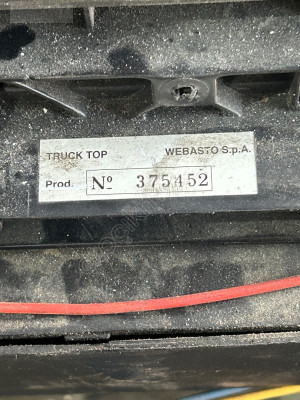 TRUCK TOP WEBASTO S.p.A.
Prod. Nº 375452